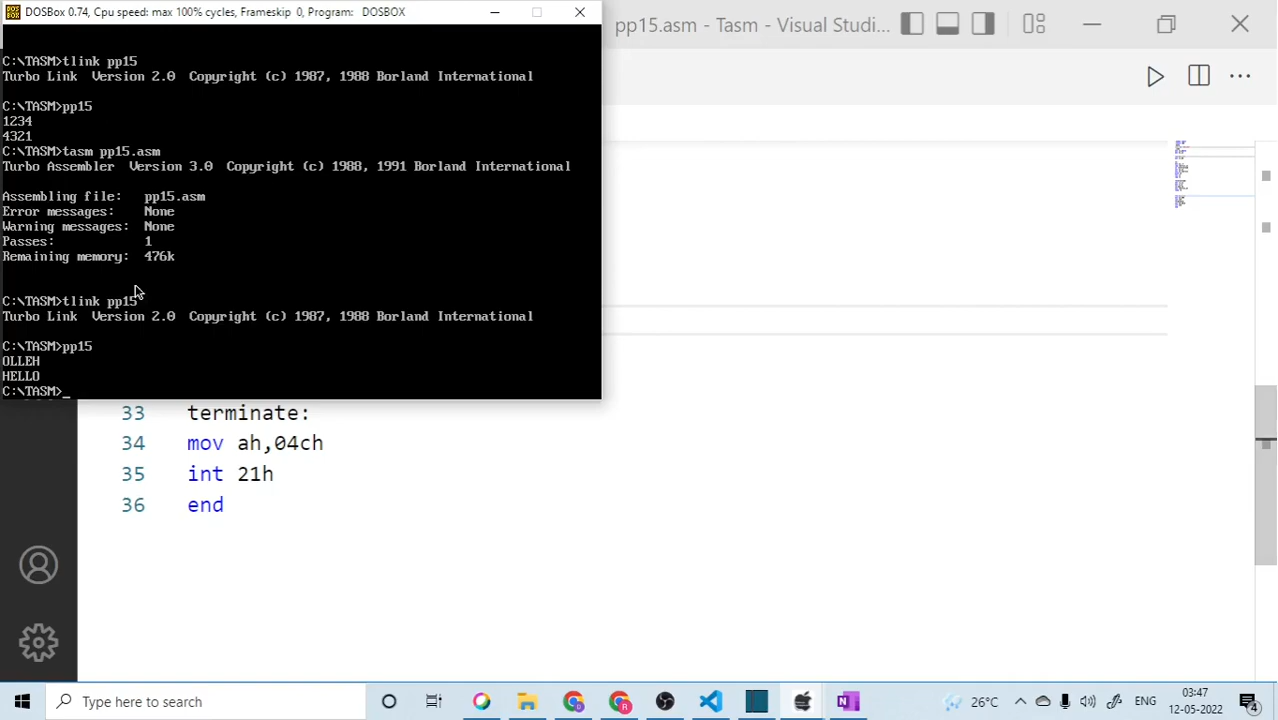 DOSBox 0.74, Cpu speed: max 100% cycles, Frameskip 0, Program: DOSBOX
pp15.asm - Tasm - Visual Studi...
C:\TASM>tlink pp15
Turbo Link Version 2.0 Copyright (c) 1987, 1988 Borland International
C:\TASM>pp15
1234
4321
C:\TASM>tasm pp15.asm
Turbo Assembler Version 3.0 Copyright (c) 1988, 1991 Borland International
Assembling file: pp15.asm
Error messages: None
Warning messages: None
Passes: 1
Remaining memory: 476k
C:\TASM>tlink pp15
Turbo Link Version 2.0 Copyright (c) 1987, 1988 Borland International
C:\TASM>pp15
OLLEH
HELLO
C:\TASM>_
33 terminate:
34 mov ah,04ch
35 int 21h
36 end
Type here to search
26°C
ENG
03:47
12-05-2022
4